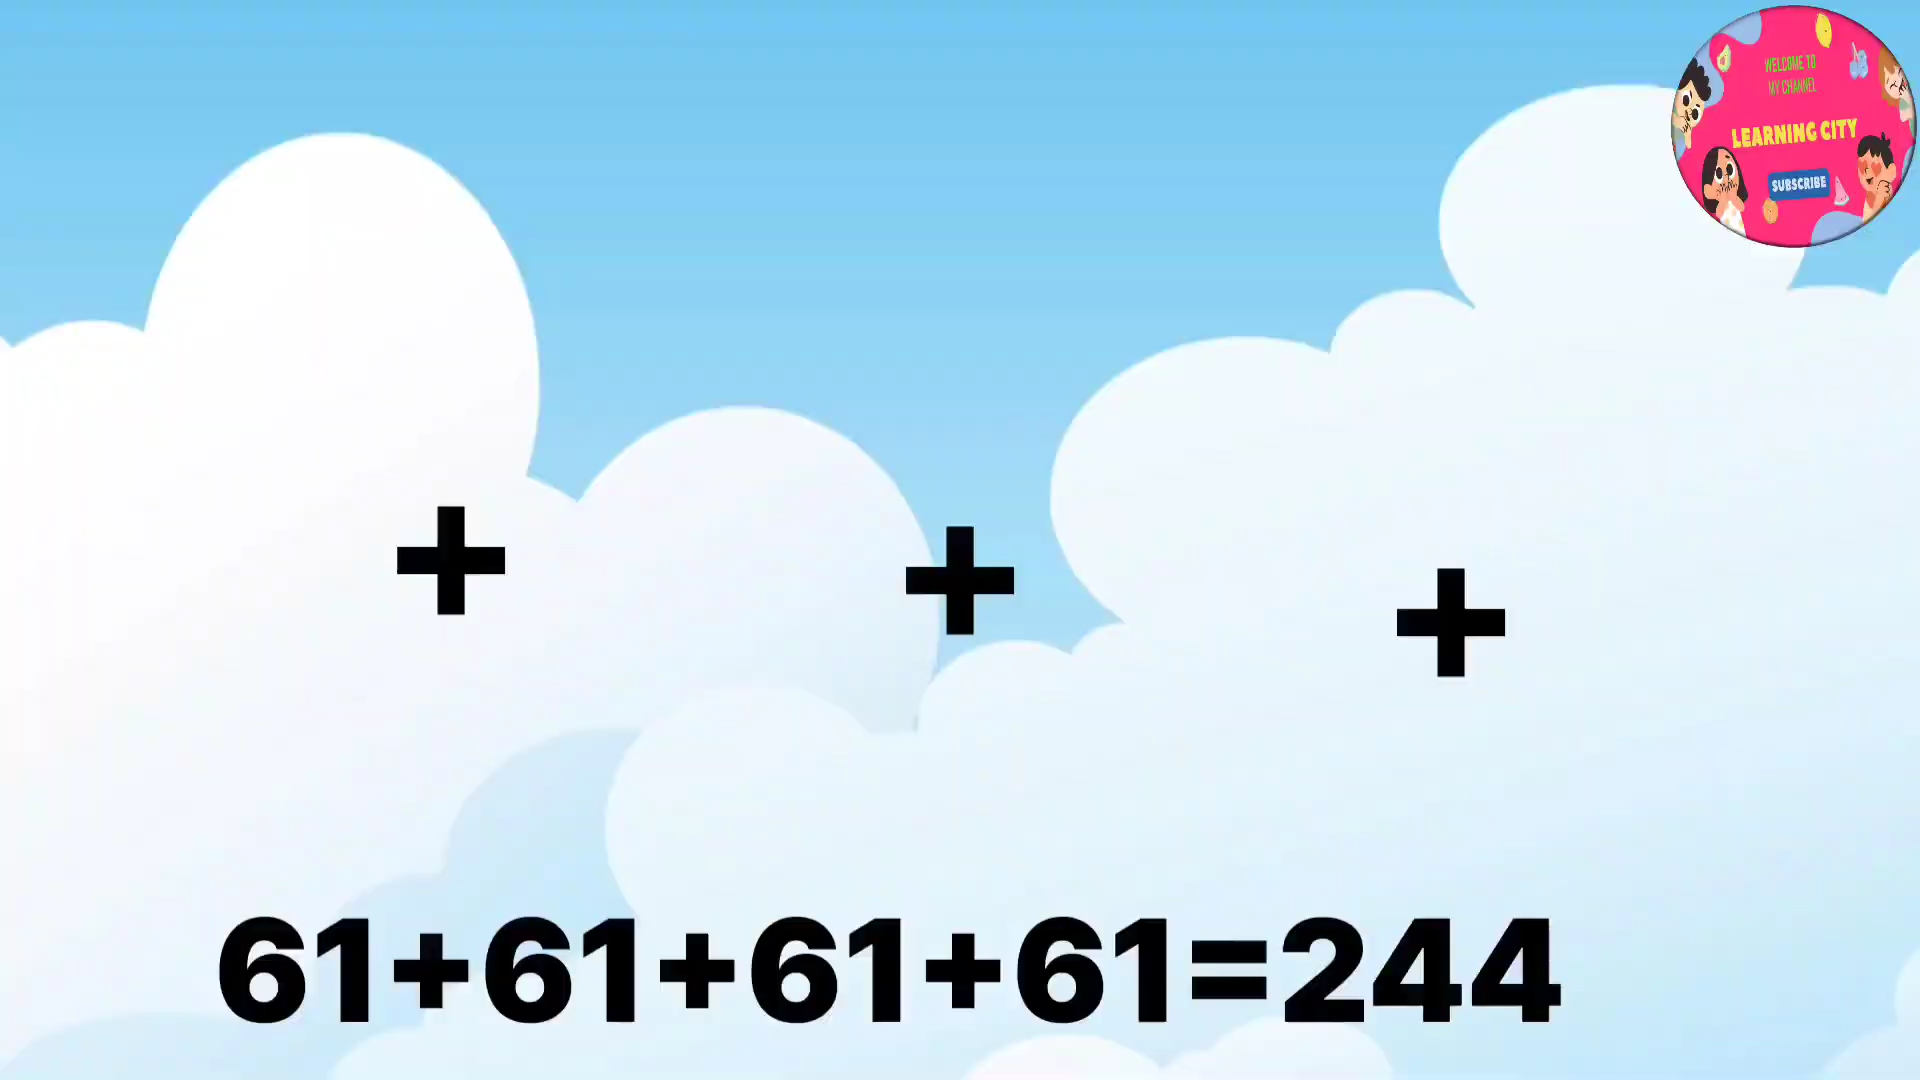 WELCOME TO
MY CHANNEL
LEARNING CITY
SUBSCRIBE
+ + +
61+61+61+61=244